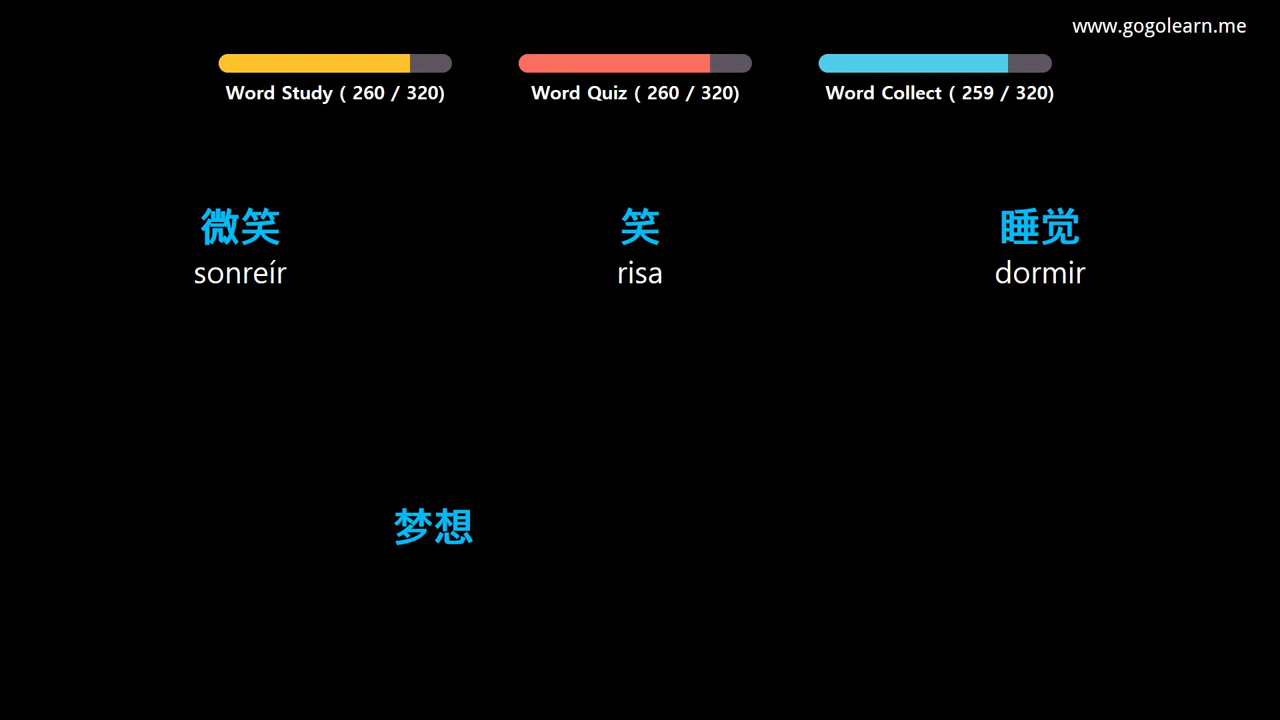 www.gogolearn.me
Word Study ( 260 / 320)
Word Quiz ( 260 / 320)
Word Collect ( 259 / 320)
微笑
笑
睡觉
sonreír
risa
dormir
梦想